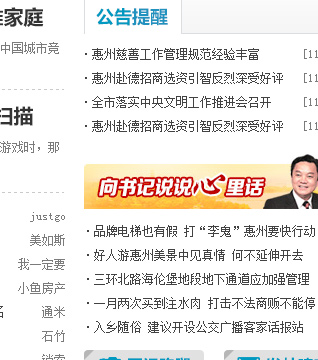 家庭
中国城市竞
扫描
游戏时，那
justgo
美如斯
我一定要
小鱼房产
通米
石竹
公告提醒
· 惠州慈善工作管理规范经验丰富 [11
· 惠州赴德招商选资引智反烈深受好评 [11
· 全市落实中央文明工作推进会召开 [11
· 惠州赴德招商选资引智反烈深受好评 [11
向书记说说心里话
· 品牌电梯也有假 打“李鬼”惠州要快行动
· 好人游惠州美景中见真情 何不延伸开去
· 三环北路海伦堡地段地下通道应加强管理
· 一月两次买到注水肉 打击不法商贩不能停
· 入乡随俗 建议开设公交广播客家话报站